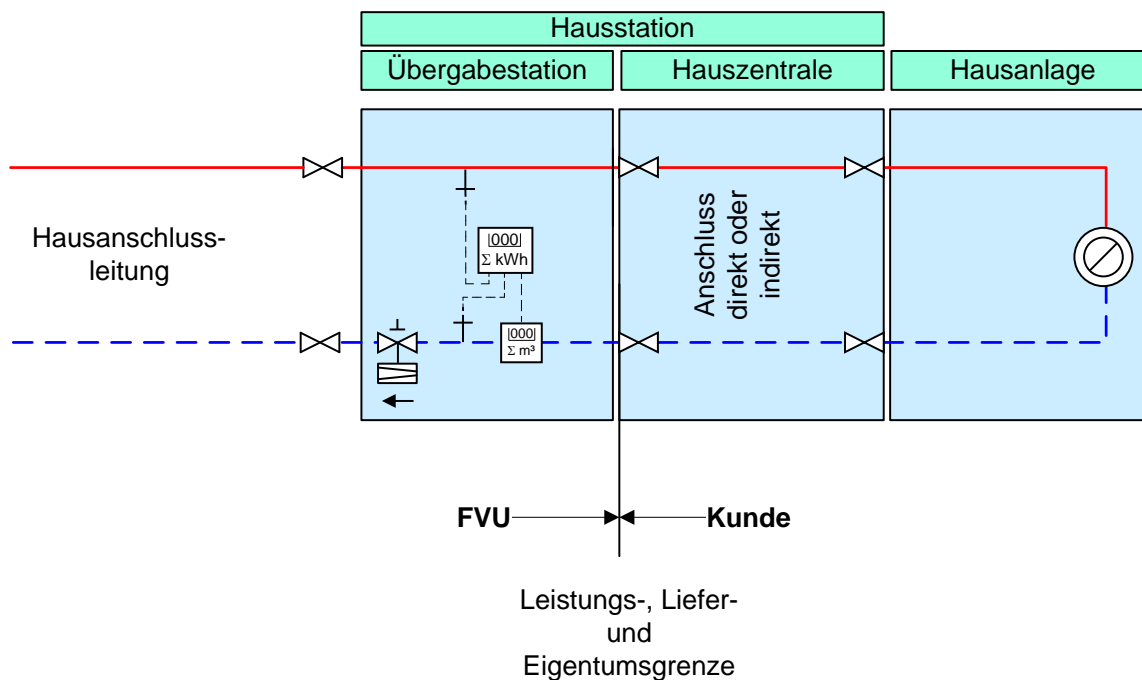 Hausstation
Übergabestation
Hauszentrale
Hausanlage
Hausanschluss-
leitung
|000|
Σ kWh
|000|
Σ m³
Anschluss
direkt oder
indirekt
FVU
Kunde
Leistungs-, Liefer-
und
Eigentumsgrenze